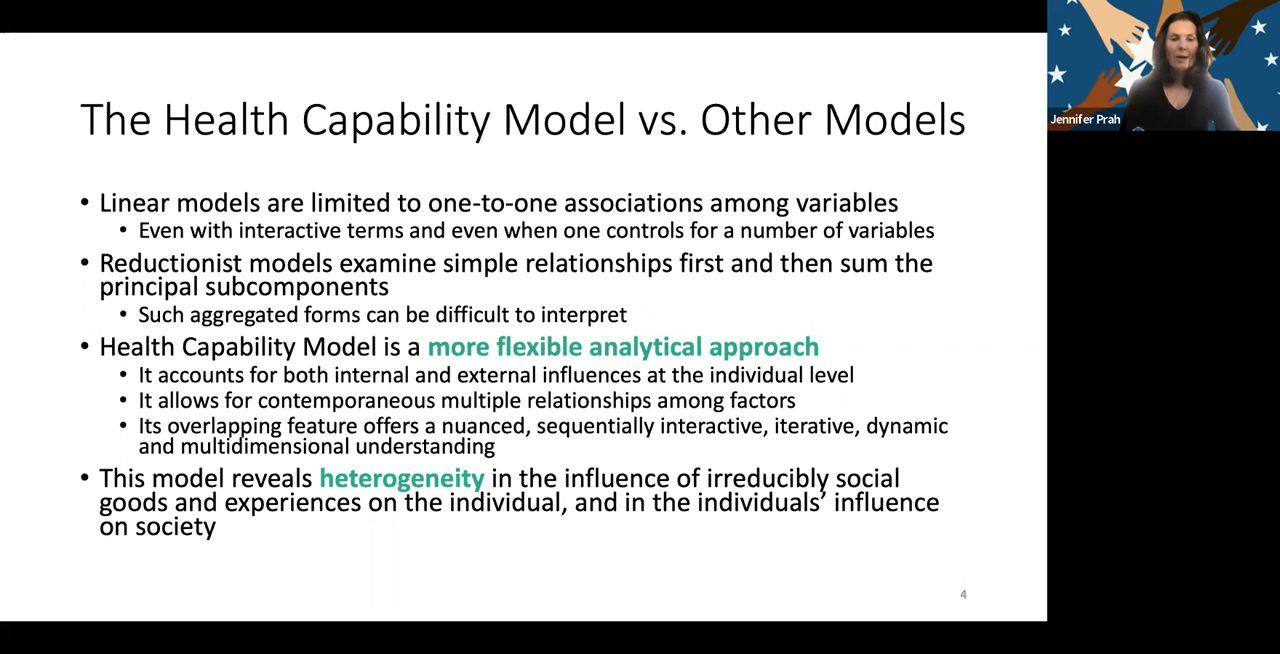 The Health Capability Model vs. Other Models
• Linear models are limited to one-to-one associations among variables
• Even with interactive terms and even when one controls for a number of variables
• Reductionist models examine simple relationships first and then sum the
principal subcomponents
• Such aggregated forms can be difficult to interpret
• Health Capability Model is a more flexible analytical approach
• It accounts for both internal and external influences at the individual level
• It allows for contemporaneous multiple relationships among factors
• Its overlapping feature offers a nuanced, sequentially interactive, iterative, dynamic
and multidimensional understanding
• This model reveals heterogeneity in the influence of irreducibly social
goods and experiences on the individual, and in the individuals’ influence
on society
4
Jennifer Prah